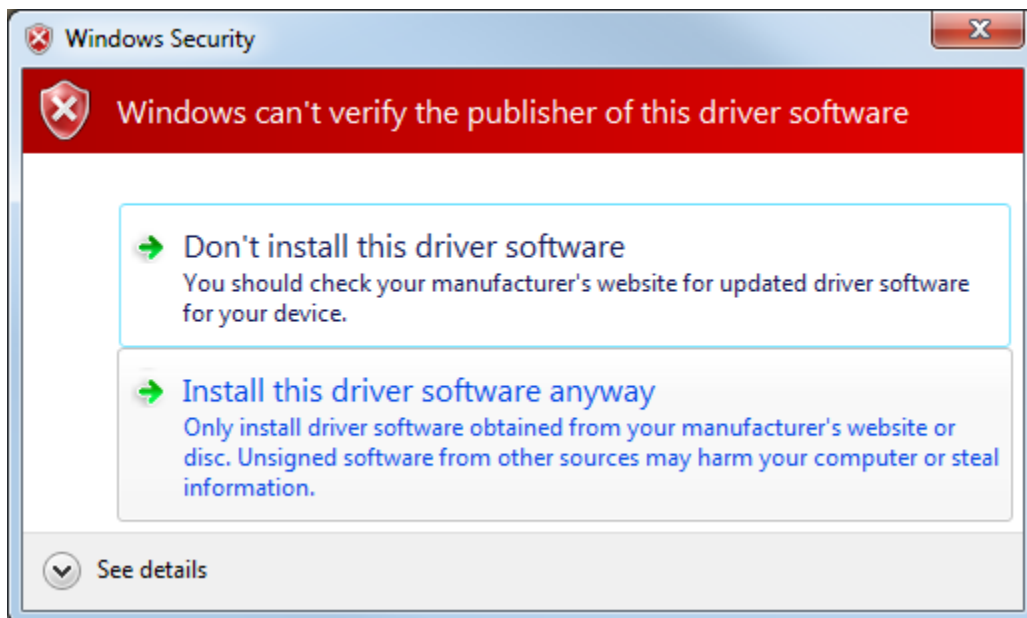 Windows Security
Windows can't verify the publisher of this driver software
Don't install this driver software
You should check your manufacturer's website for updated driver software
for your device.
Install this driver software anyway
Only install driver software obtained from your manufacturer's website or
disc. Unsigned software from other sources may harm your computer or steal
information.
See details